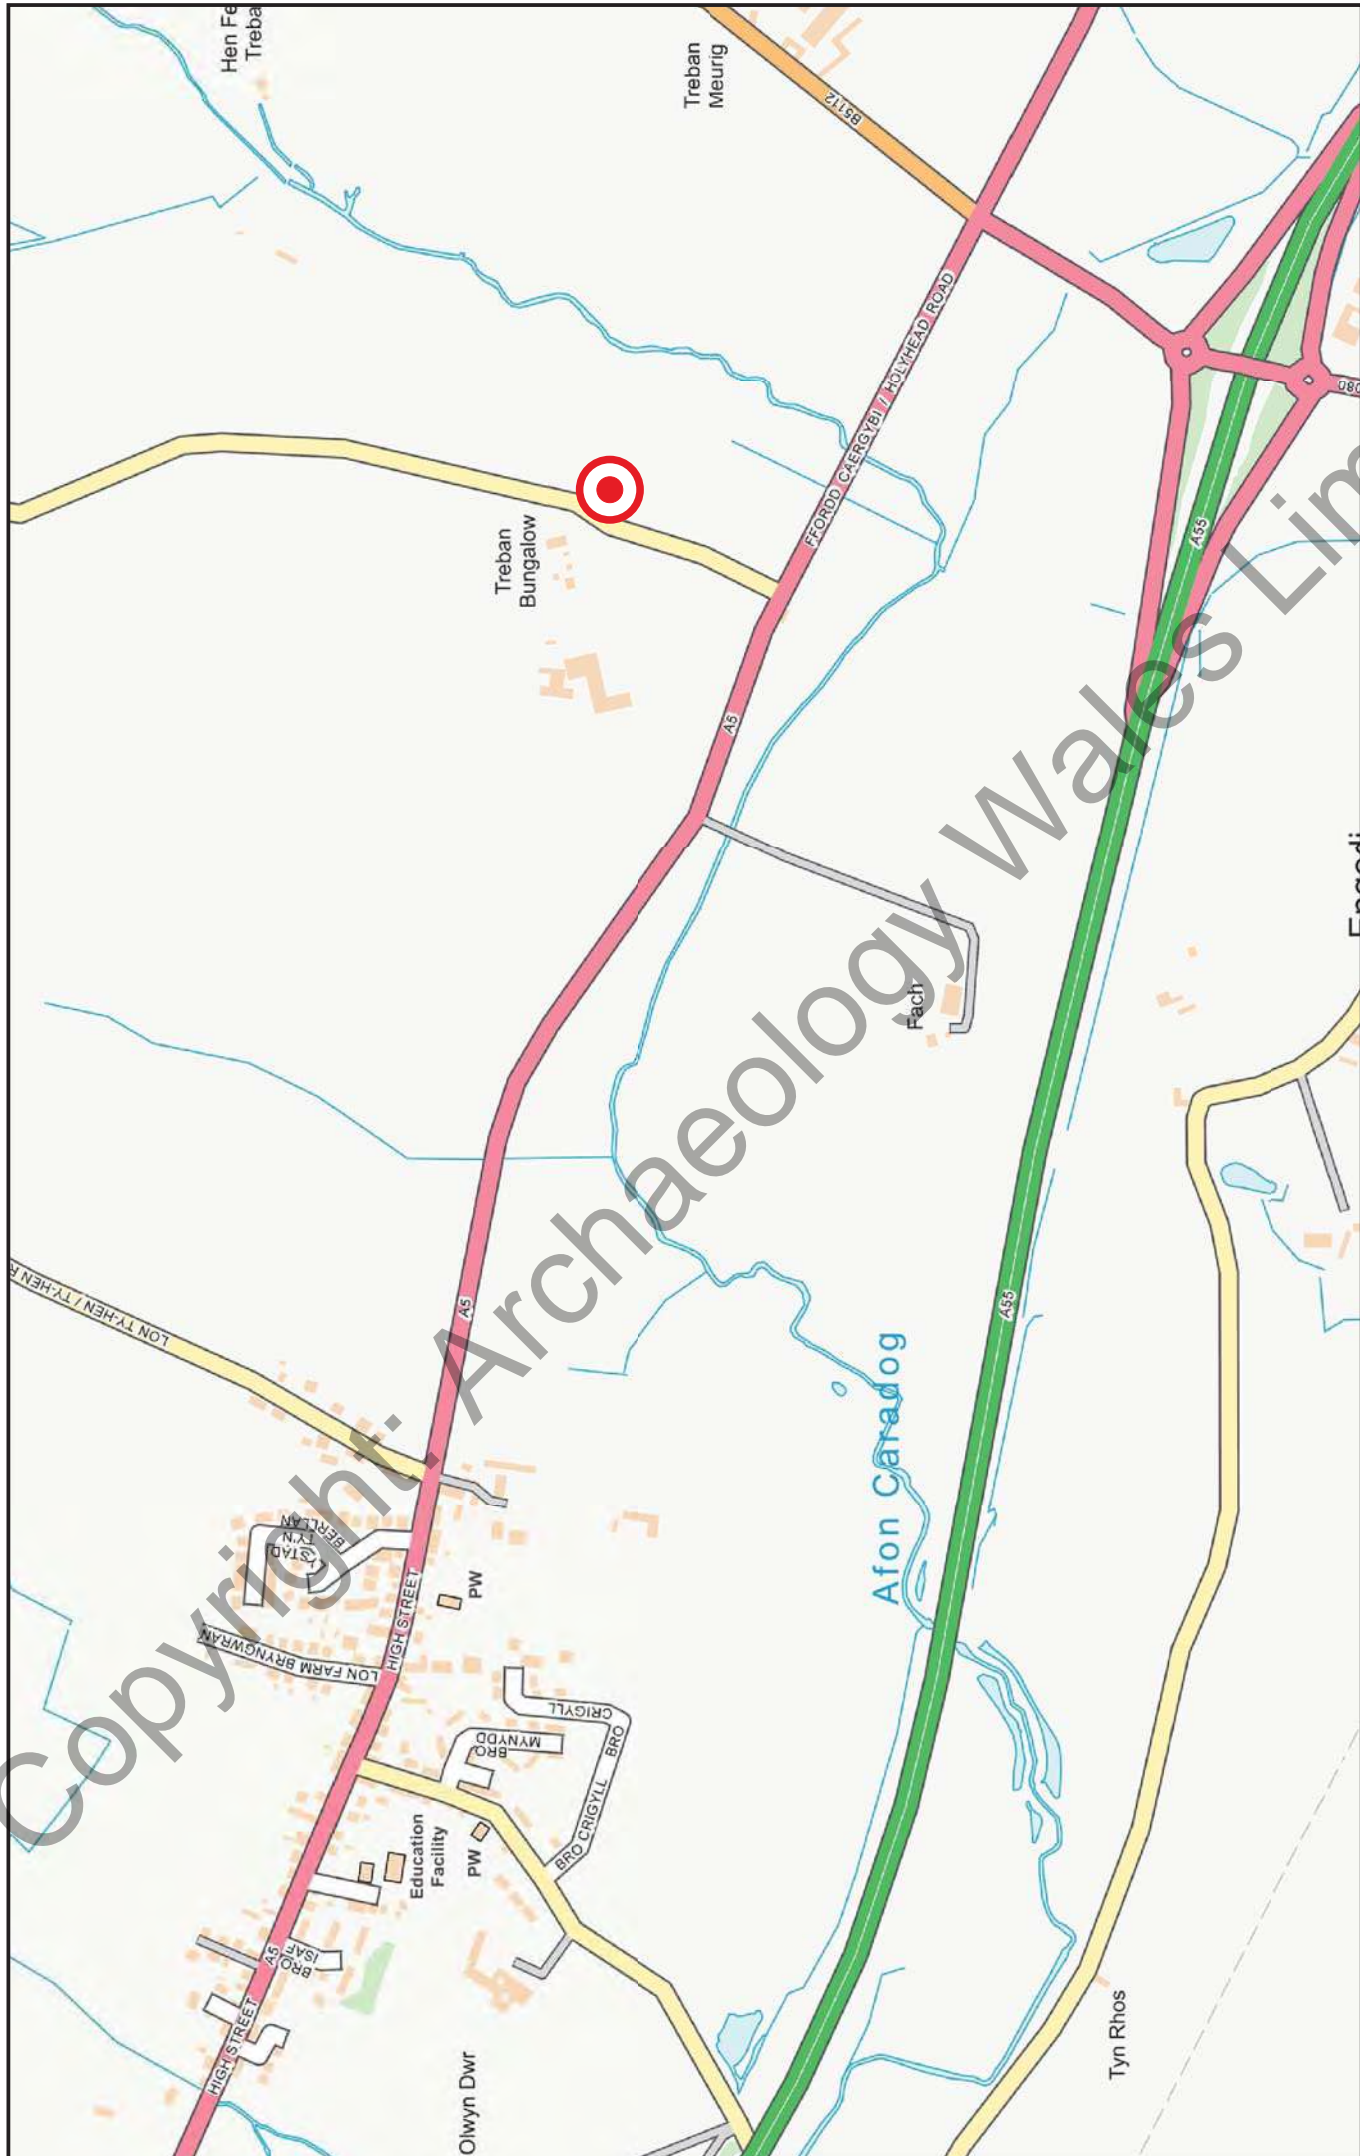 Hen Fe
Treba
Treban
Meurig
B5112
FFORDD CAERGYBI / HOLYHEAD ROAD
Treban
Bungalow
A5
A55
Fach
LON TY-HEN / TY-HEN R
A5
A55
Afon Caradog
YSTAD
TY'N
BERLLAN
PW
HIGH STREET
LON FARM BRYNGWRAN
BRO
MYNYDD
BRO CRIGYLL
BRO
CRIGYLL
Education
Facility
PW
A5
BRO
ISAF
HIGH STREET
Olwyn Dwr
Tyn Rhos
Copyright: Archaeology Wales Lim